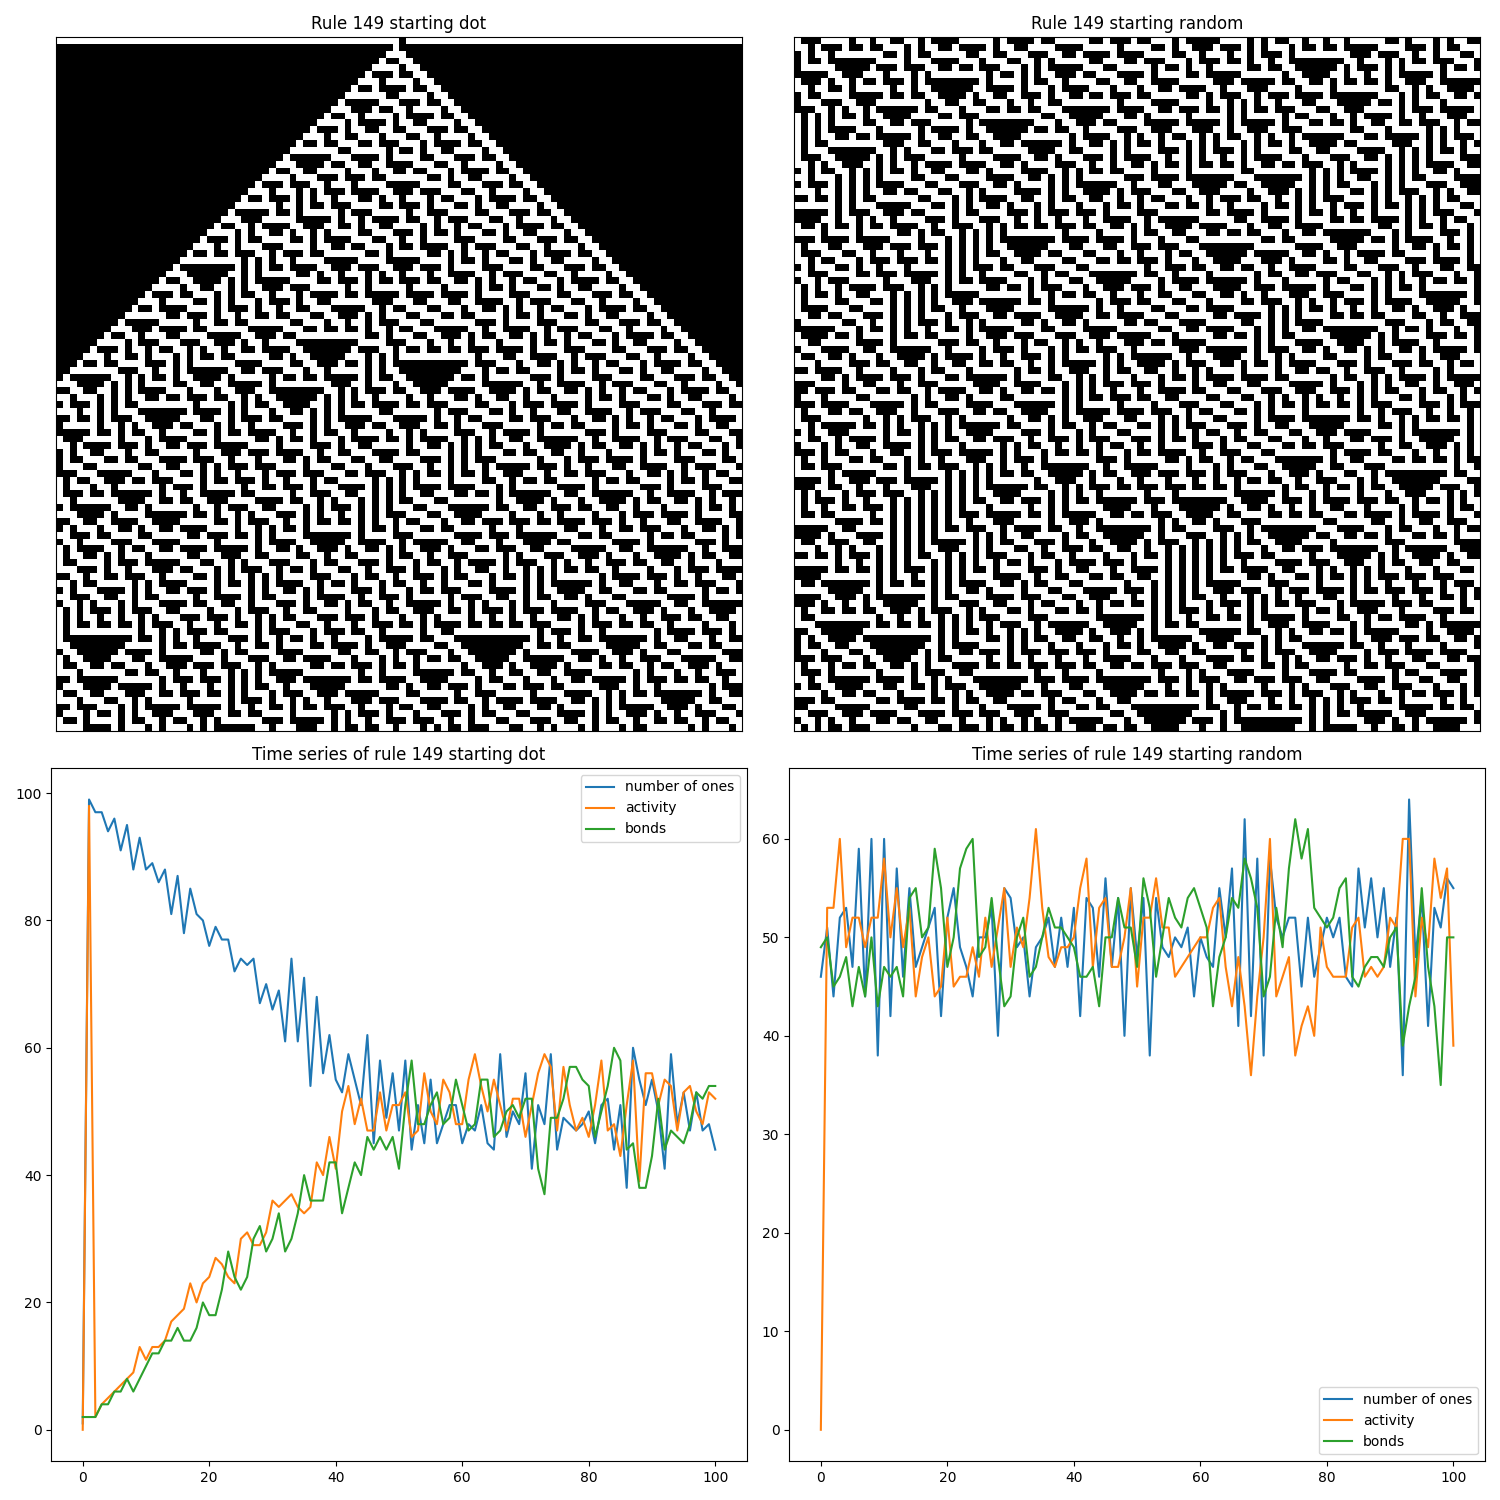 Rule 149 starting dot
Rule 149 starting random
Time series of rule 149 starting dot
100
80
60
40
20
0
0 20 40 60 80 100
number of ones
activity
bonds
Time series of rule 149 starting random
60
50
40
30
20
10
0
0 20 40 60 80 100
number of ones
activity
bonds